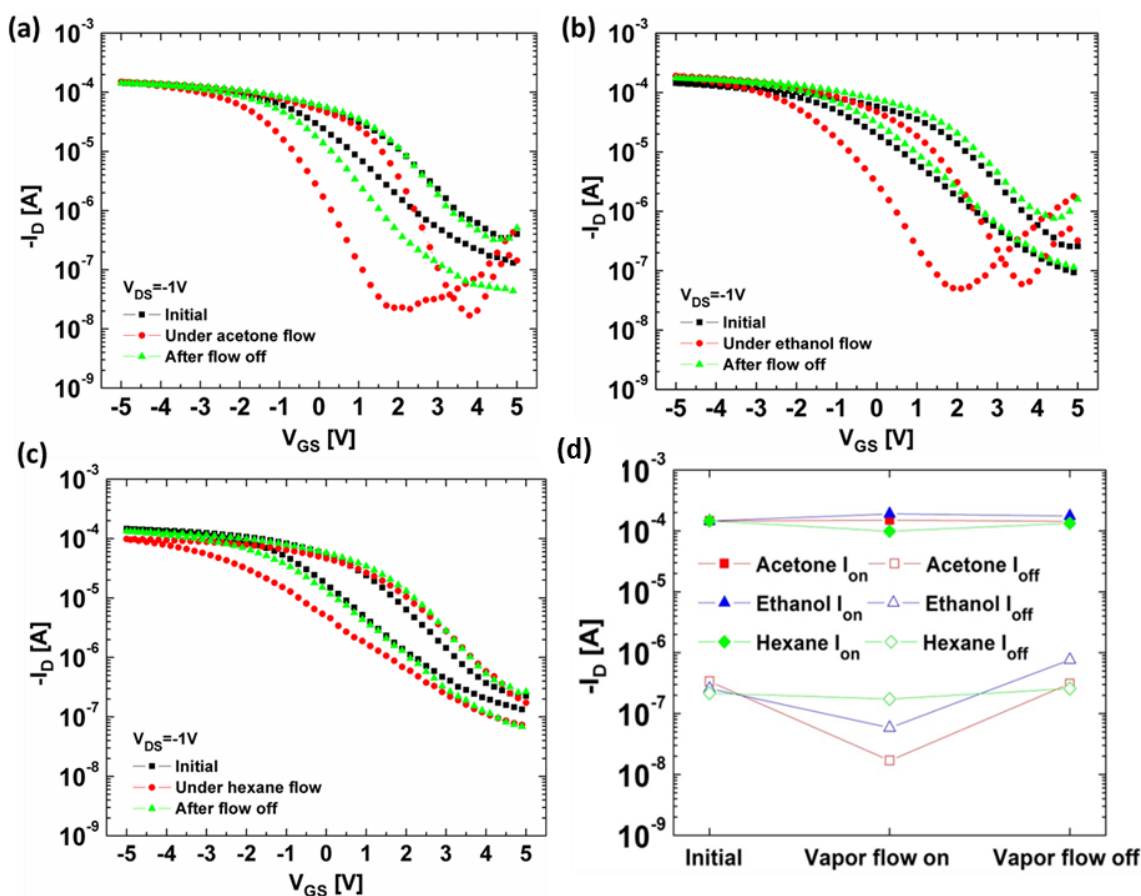 (a)
10^-3
10^-4
10^-5
10^-6
10^-7
10^-8
10^-9
-I_D [A]
V_DS=-1V
Initial
Under acetone flow
After flow off
-5 -4 -3 -2 -1 0 1 2 3 4 5
V_GS [V]
(b)
10^-3
10^-4
10^-5
10^-6
10^-7
10^-8
10^-9
-I_D [A]
V_DS=-1V
Initial
Under ethanol flow
After flow off
-5 -4 -3 -2 -1 0 1 2 3 4 5
V_GS [V]
(c)
10^-3
10^-4
10^-5
10^-6
10^-7
10^-8
10^-9
-I_D [A]
V_DS=-1V
Initial
Under hexane flow
After flow off
-5 -4 -3 -2 -1 0 1 2 3 4 5
V_GS [V]
(d)
10^-3
10^-4
10^-5
10^-6
10^-7
10^-8
10^-9
-I_D [A]
Acetone I_on Acetone I_off
Ethanol I_on Ethanol I_off
Hexane I_on Hexane I_off
Initial Vapor flow on Vapor flow off